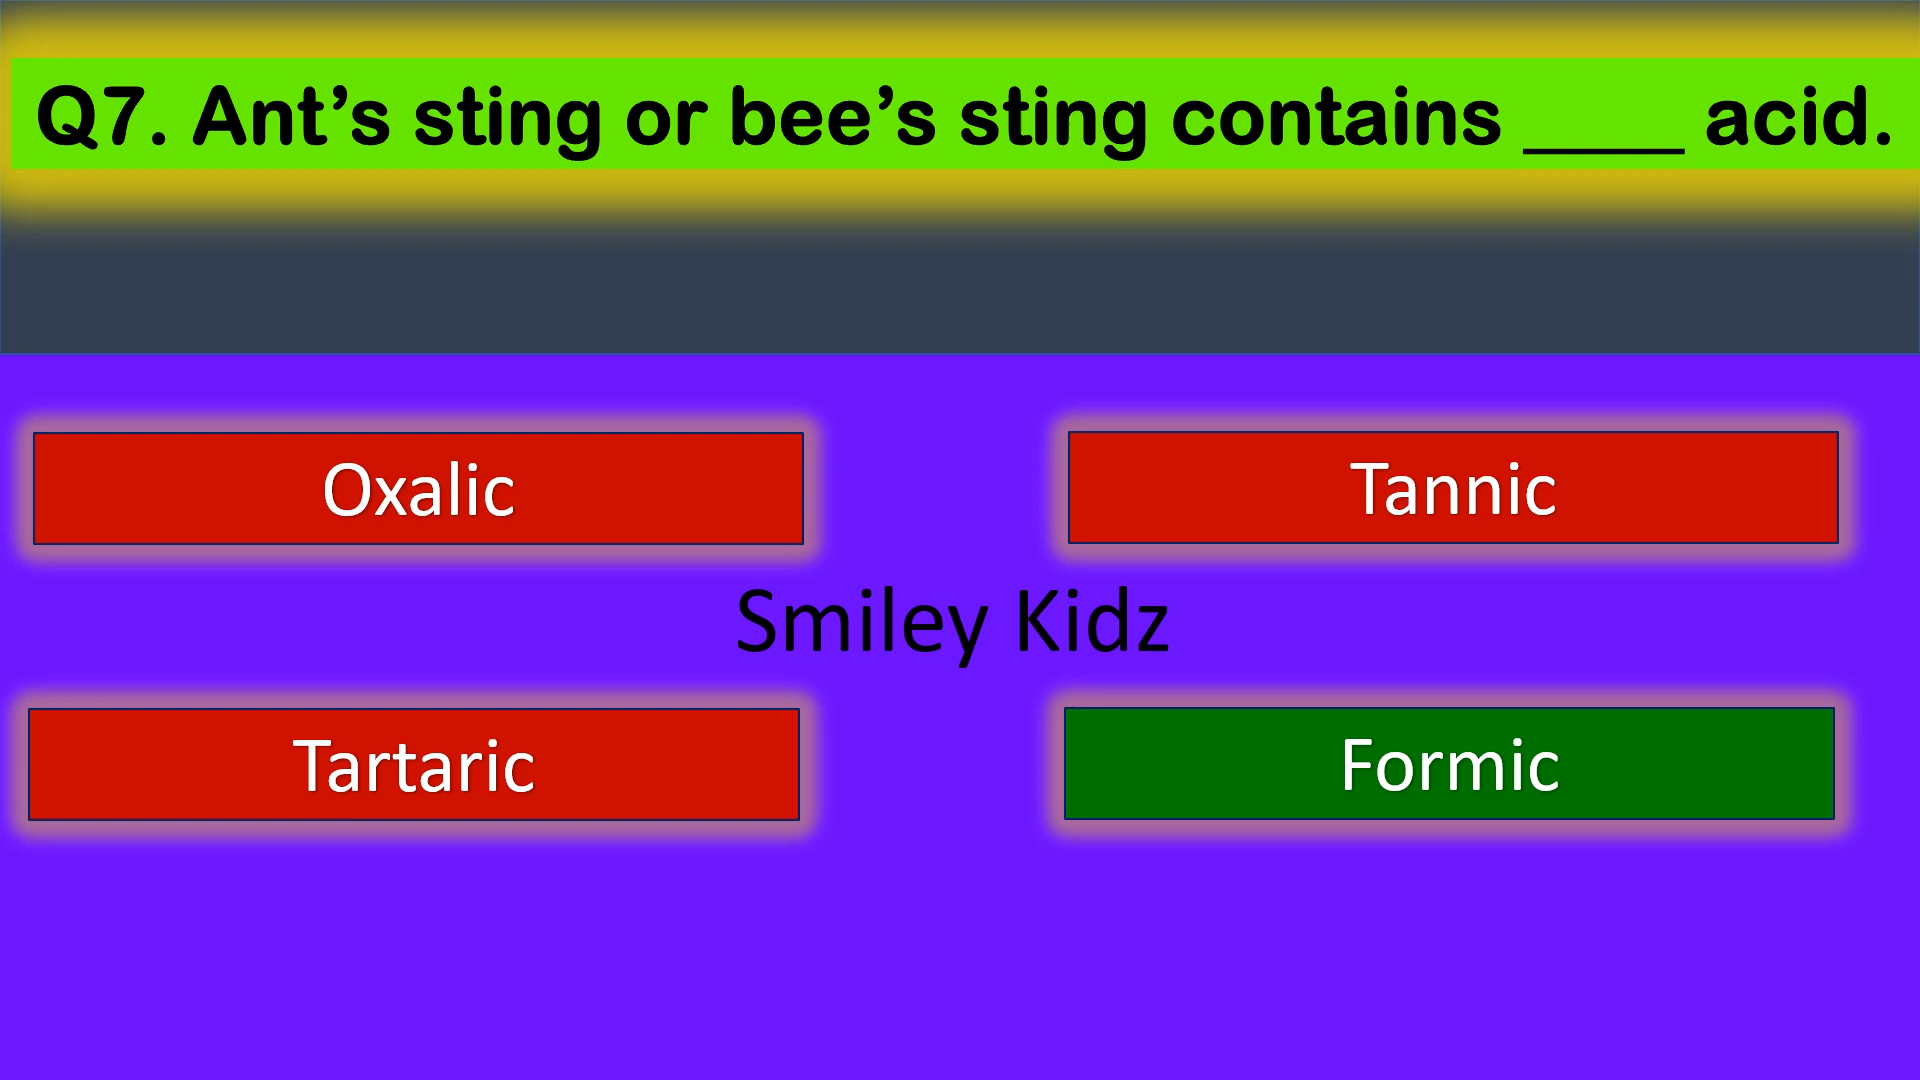 Q7. Ant’s sting or bee’s sting contains ____ acid.
Oxalic
Tannic
Smiley Kidz
Tartaric
Formic